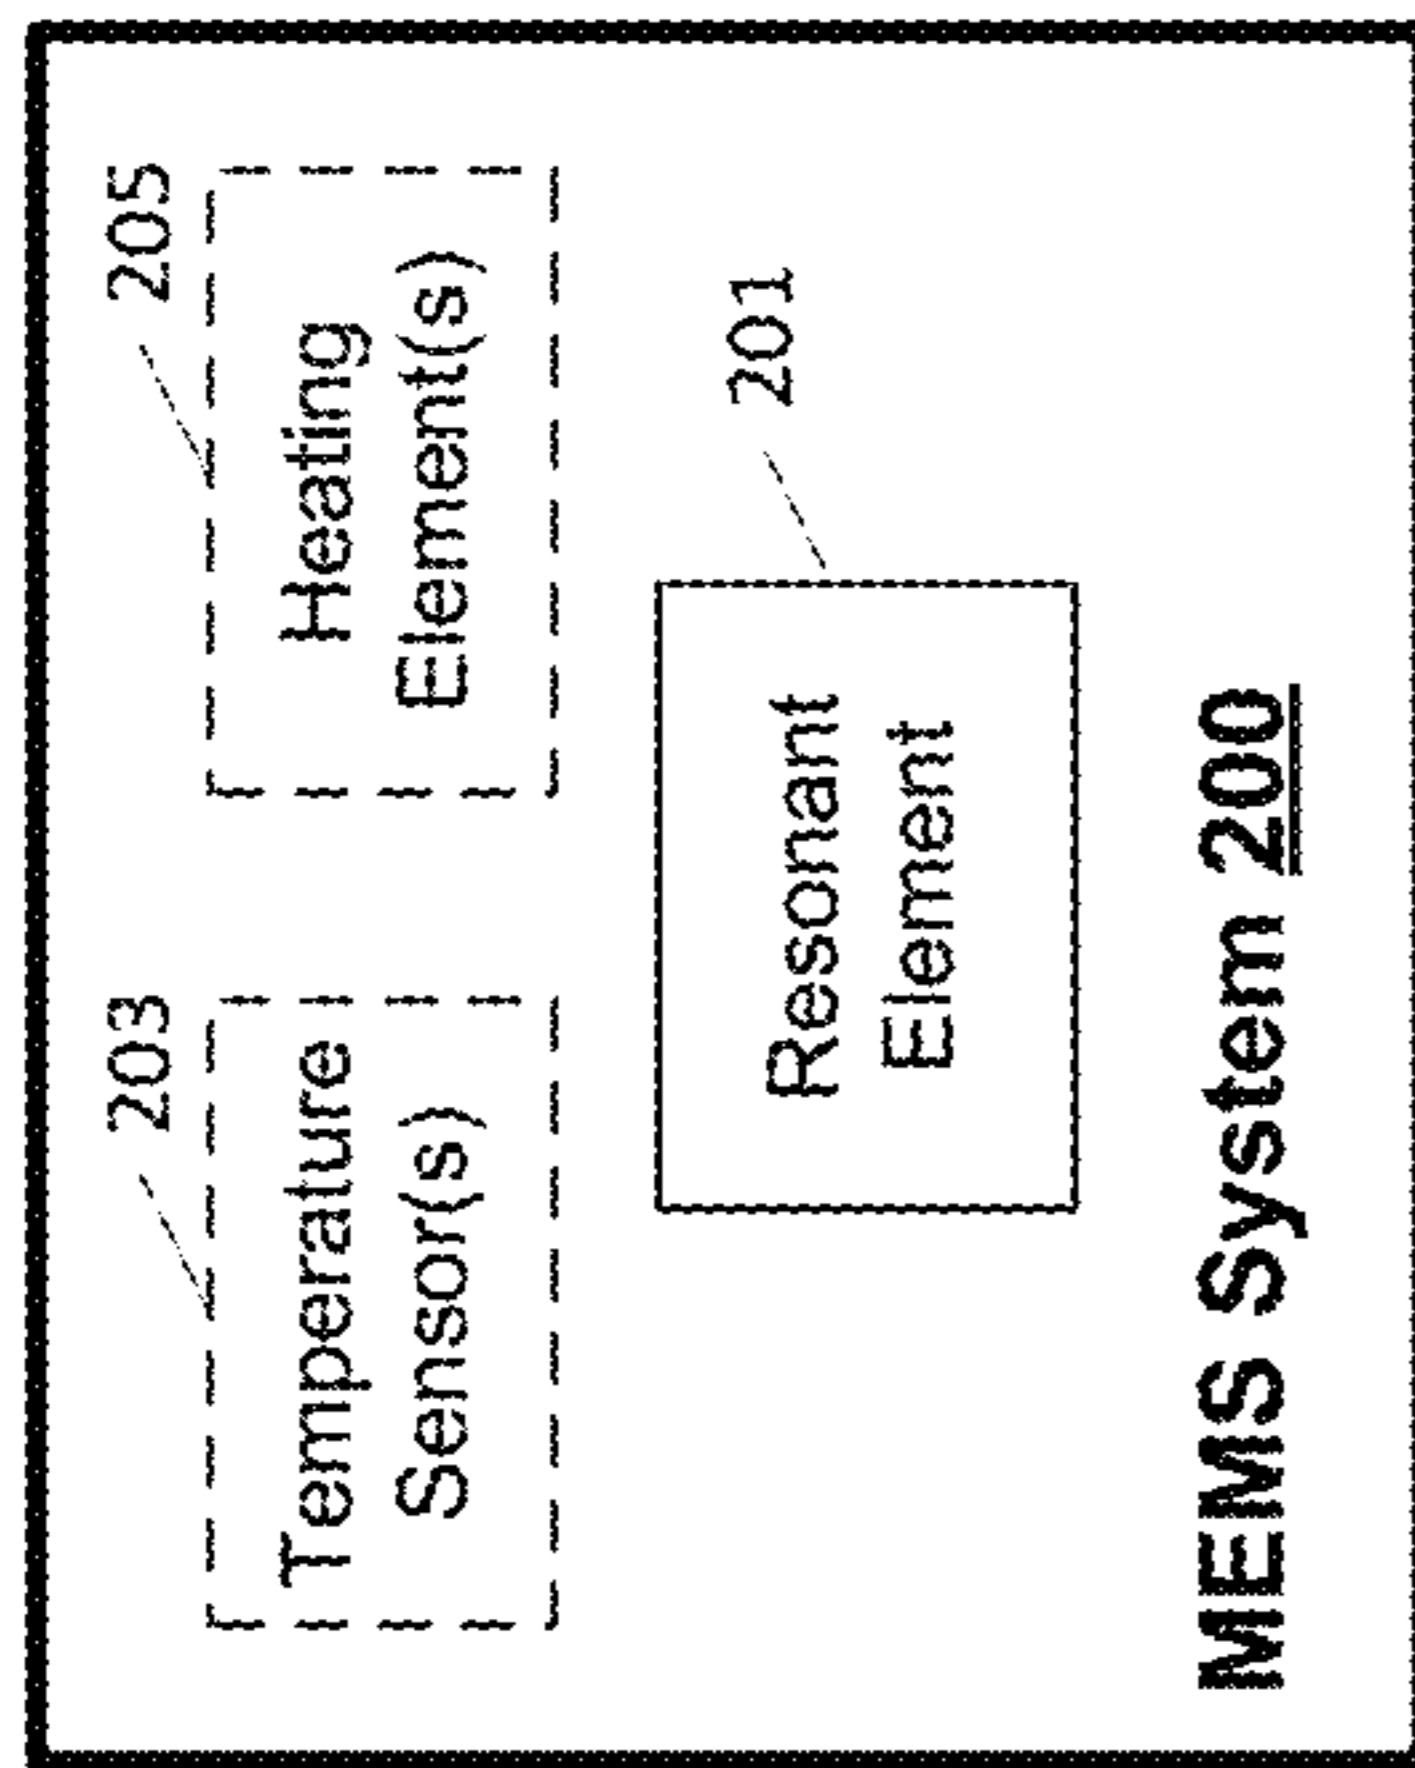 203
Temperature
Sensor(s)
205
Heating
Element(s)
201
Resonant
Element
MEMS System 200